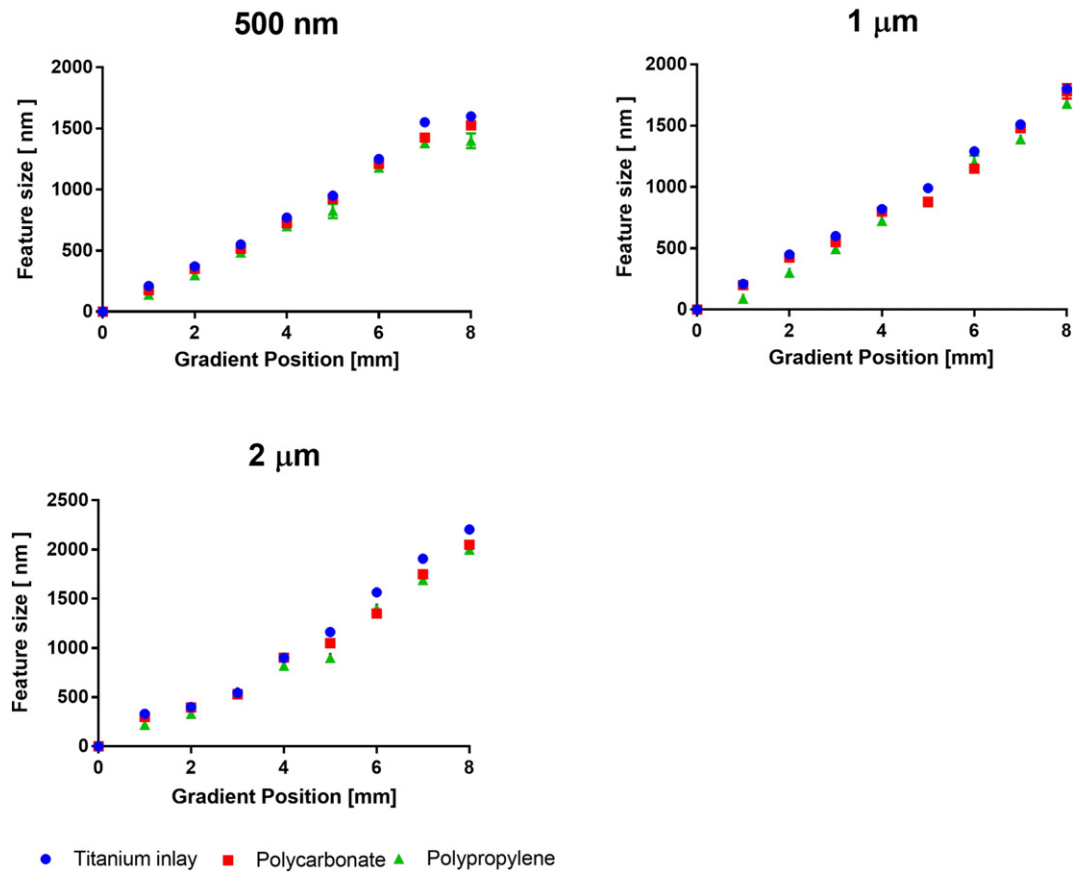 500 nm
Feature size [ nm ]
2000
1500
1000
500
0
0 2 4 6 8
Gradient Position [mm]
1 μm
Feature size [ nm ]
2000
1500
1000
500
0
0 2 4 6 8
Gradient Position [mm]
2 μm
Feature size [ nm ]
2500
2000
1500
1000
500
0
0 2 4 6 8
Gradient Position [mm]
Titanium inlay Polycarbonate Polypropylene